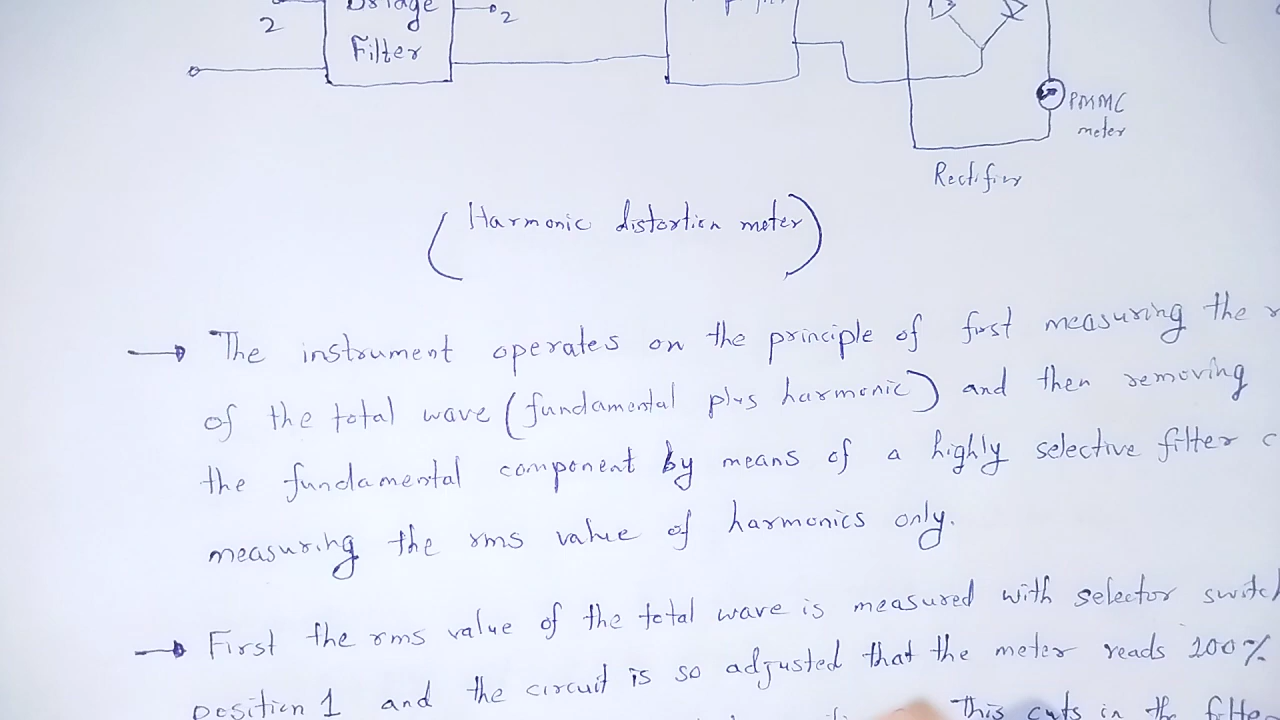 2
Filter
2
PMMC
meter
Rectifier
(Harmonic distortion meter)
→ The instrument operates on the principle of first measuring the
of the total wave (fundamental plus harmonic) and then removing
the fundamental component by means of a highly selective filter
measuring the rms value of harmonics only.
→ First the rms value of the total wave is measured with selector switch
position 1 and the circuit is so adjusted that the meter reads 100%
This cuts in the filter